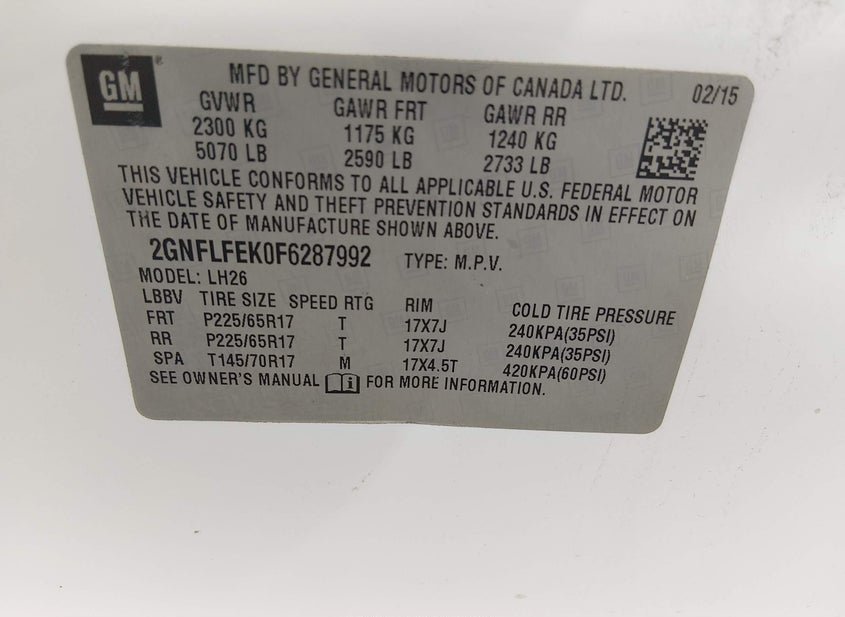 GM
MFD BY GENERAL MOTORS OF CANADA LTD. 02/15
GVWR GAWR FRT GAWR RR
2300 KG 1175 KG 1240 KG
5070 LB 2590 LB 2733 LB
THIS VEHICLE CONFORMS TO ALL APPLICABLE U.S. FEDERAL MOTOR
VEHICLE SAFETY AND THEFT PREVENTION STANDARDS IN EFFECT ON
THE DATE OF MANUFACTURE SHOWN ABOVE.
2GNFLFEK0F6287992 TYPE: M.P.V.
MODEL: LH26
LBBV TIRE SIZE SPEED RTG RIM COLD TIRE PRESSURE
FRT P225/65R17 T 17X7J 240KPA(35PSI)
RR P225/65R17 T 17X7J 240KPA(35PSI)
SPA T145/70R17 M 17X4.5T 420KPA(60PSI)
SEE OWNER'S MANUAL i FOR MORE INFORMATION.